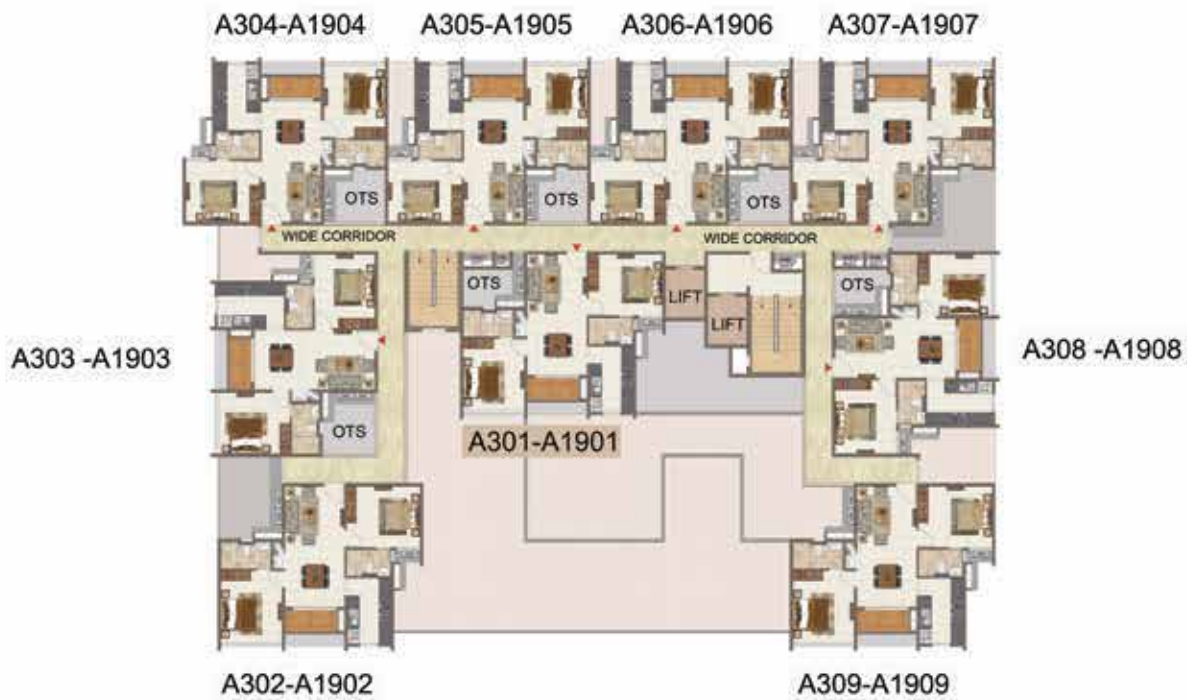 A304-A1904
A305-A1905
A306-A1906
A307-A1907
OTS
OTS
OTS
WIDE CORRIDOR
WIDE CORRIDOR
OTS
LIFT
LIFT
OTS
A303 -A1903
A308 -A1908
OTS
A301-A1901
A302-A1902
A309-A1909